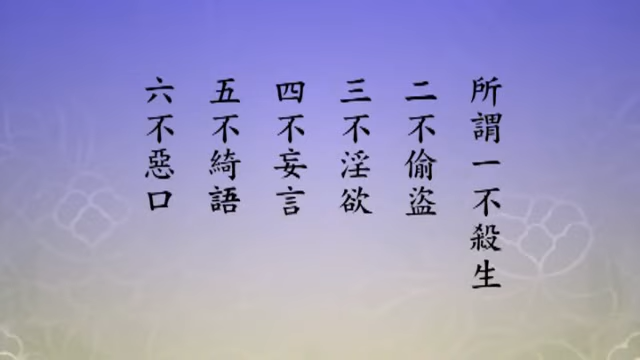 所謂一不殺生
二不偷盜
三不淫欲
四不妄言
五不綺語
六不惡口